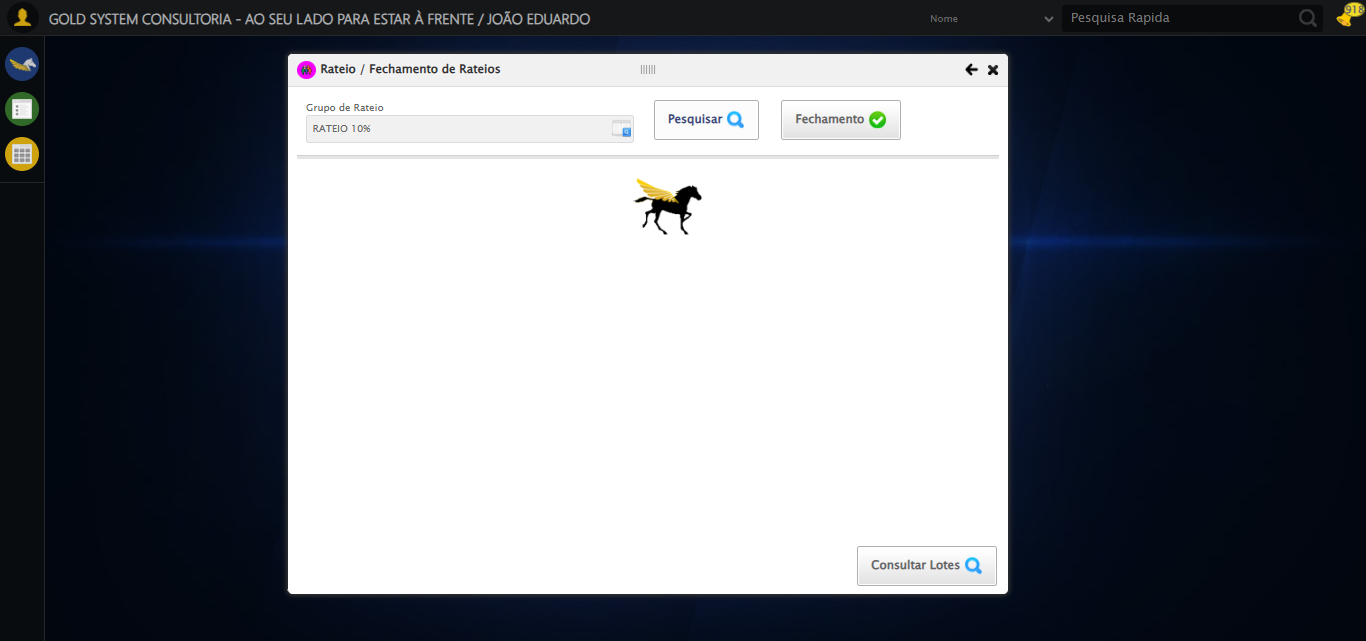 GOLD SYSTEM CONSULTORIA - AO SEU LADO PARA ESTAR À FRENTE / JOÃO EDUARDO
Nome
Pesquisa Rapida
918
Rateio / Fechamento de Rateios
Grupo de Rateio
RATEIO 10%
Pesquisar
Fechamento
Consultar Lotes